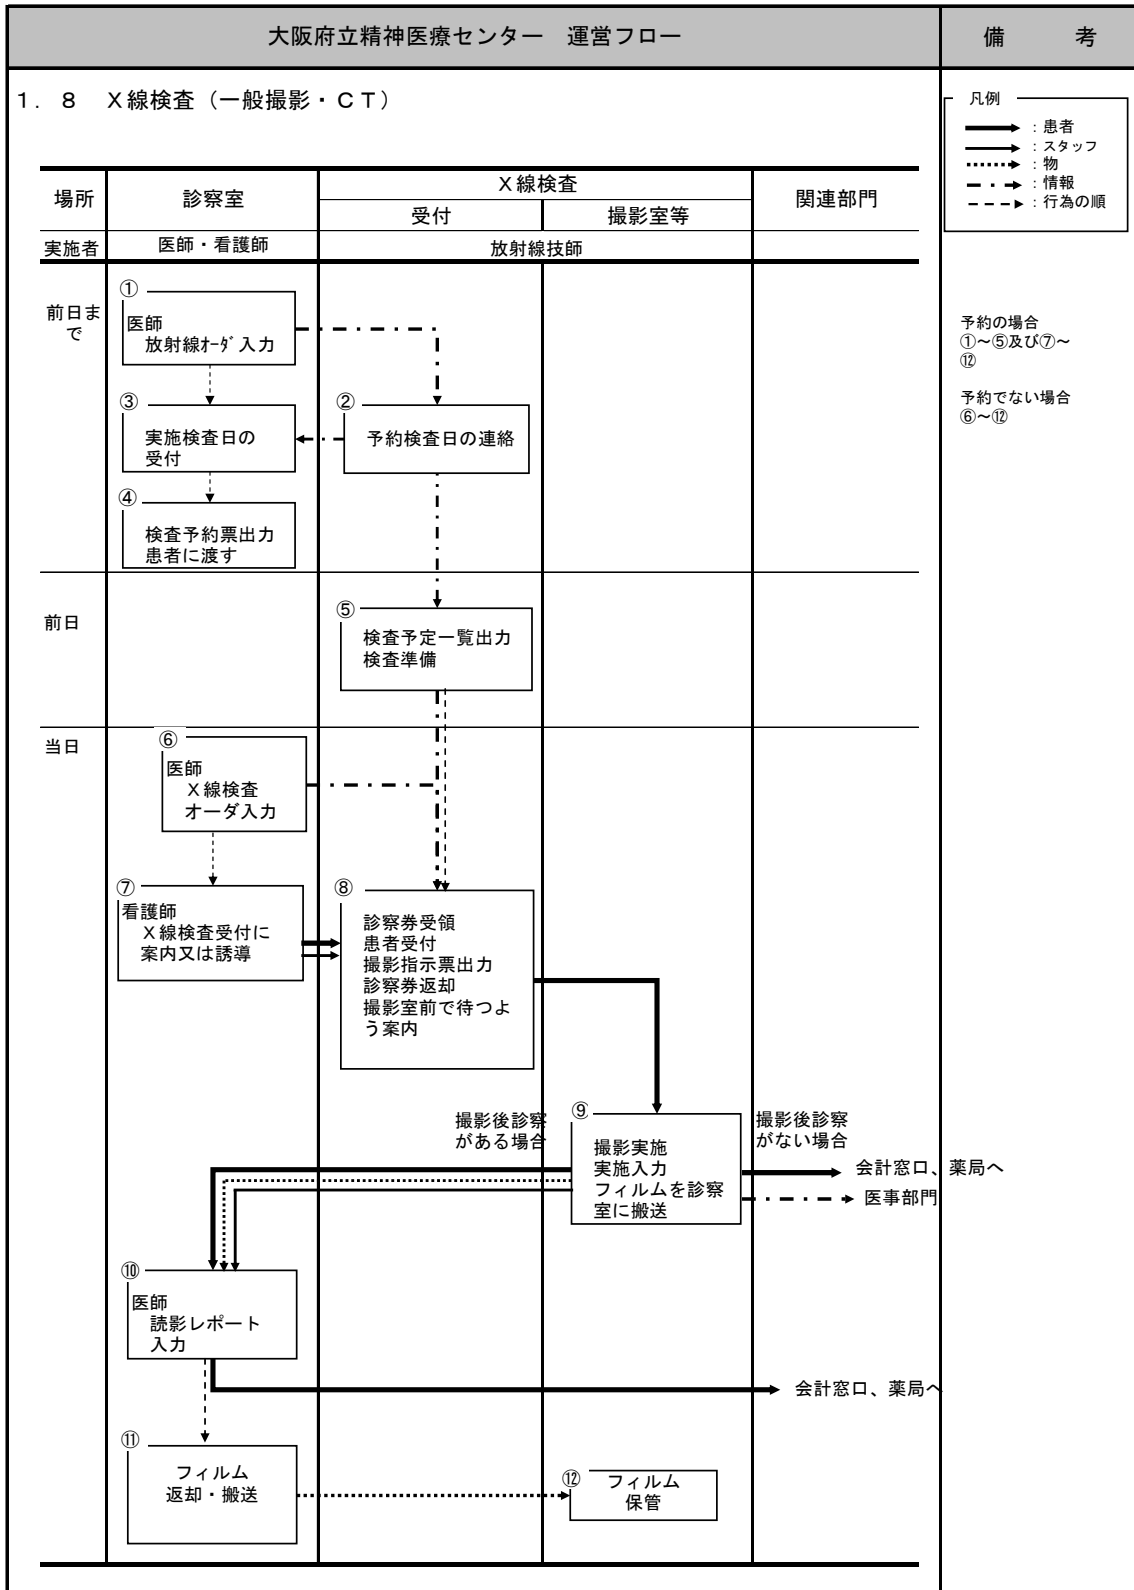 大阪府立精神医療センター　運営フロー
備　　考
１．８　Ｘ線検査（一般撮影・ＣＴ）
凡例
：患者
：スタッフ
：物
：情報
：行為の順
場所
診察室
Ｘ線検査
関連部門
受付
撮影室等
実施者
医師・看護師
放射線技師
前日ま
で
①
医師
放射線ｵｰﾀﾞ入力
予約の場合
①～⑤及び⑦～
⑫
予約でない場合
⑥～⑫
②
予約検査日の連絡
③
実施検査日の
受付
④
検査予約票出力
患者に渡す
前日
⑤
検査予定一覧出力
検査準備
当日
⑥
医師
Ｘ線検査
オーダ入力
⑦
看護師
Ｘ線検査受付に
案内又は誘導
⑧
診察券受領
患者受付
撮影指示票出力
診察券返却
撮影室前で待つよ
う案内
撮影後診察
がある場合
⑨
撮影実施
実施入力
フィルムを診察
室に搬送
撮影後診察
がない場合
会計窓口、薬局へ
医事部門
⑩
医師
読影レポート
入力
会計窓口、薬局へ
⑪
フィルム
返却・搬送
⑫
フィルム
保管